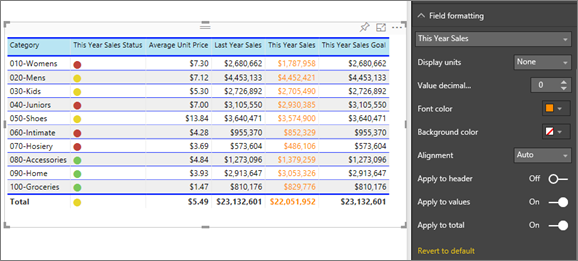 Category This Year Sales Status Average Unit Price Last Year Sales This Year Sales This Year Sales Goal
010-Womens $7.30 $2,680,662 $1,787,958 $2,680,662
020-Mens $7.12 $4,453,133 $4,452,421 $4,453,133
030-Kids $5.30 $2,726,892 $2,705,490 $2,726,892
040-Juniors $7.00 $3,105,550 $2,930,385 $3,105,550
050-Shoes $13.84 $3,640,471 $3,574,900 $3,640,471
060-Intimate $4.28 $955,370 $852,329 $955,370
070-Hosiery $3.69 $573,604 $486,106 $573,604
080-Accessories $4.84 $1,273,096 $1,379,259 $1,273,096
090-Home $3.93 $2,913,647 $3,053,326 $2,913,647
100-Groceries $1.47 $810,176 $829,776 $810,176
Total $5.49 $23,132,601 $22,051,952 $23,132,601
Field formatting
This Year Sales
Display units None
Value decimal... 0
Font color
Background color
Alignment Auto
Apply to header Off
Apply to values On
Apply to total On
Revert to default